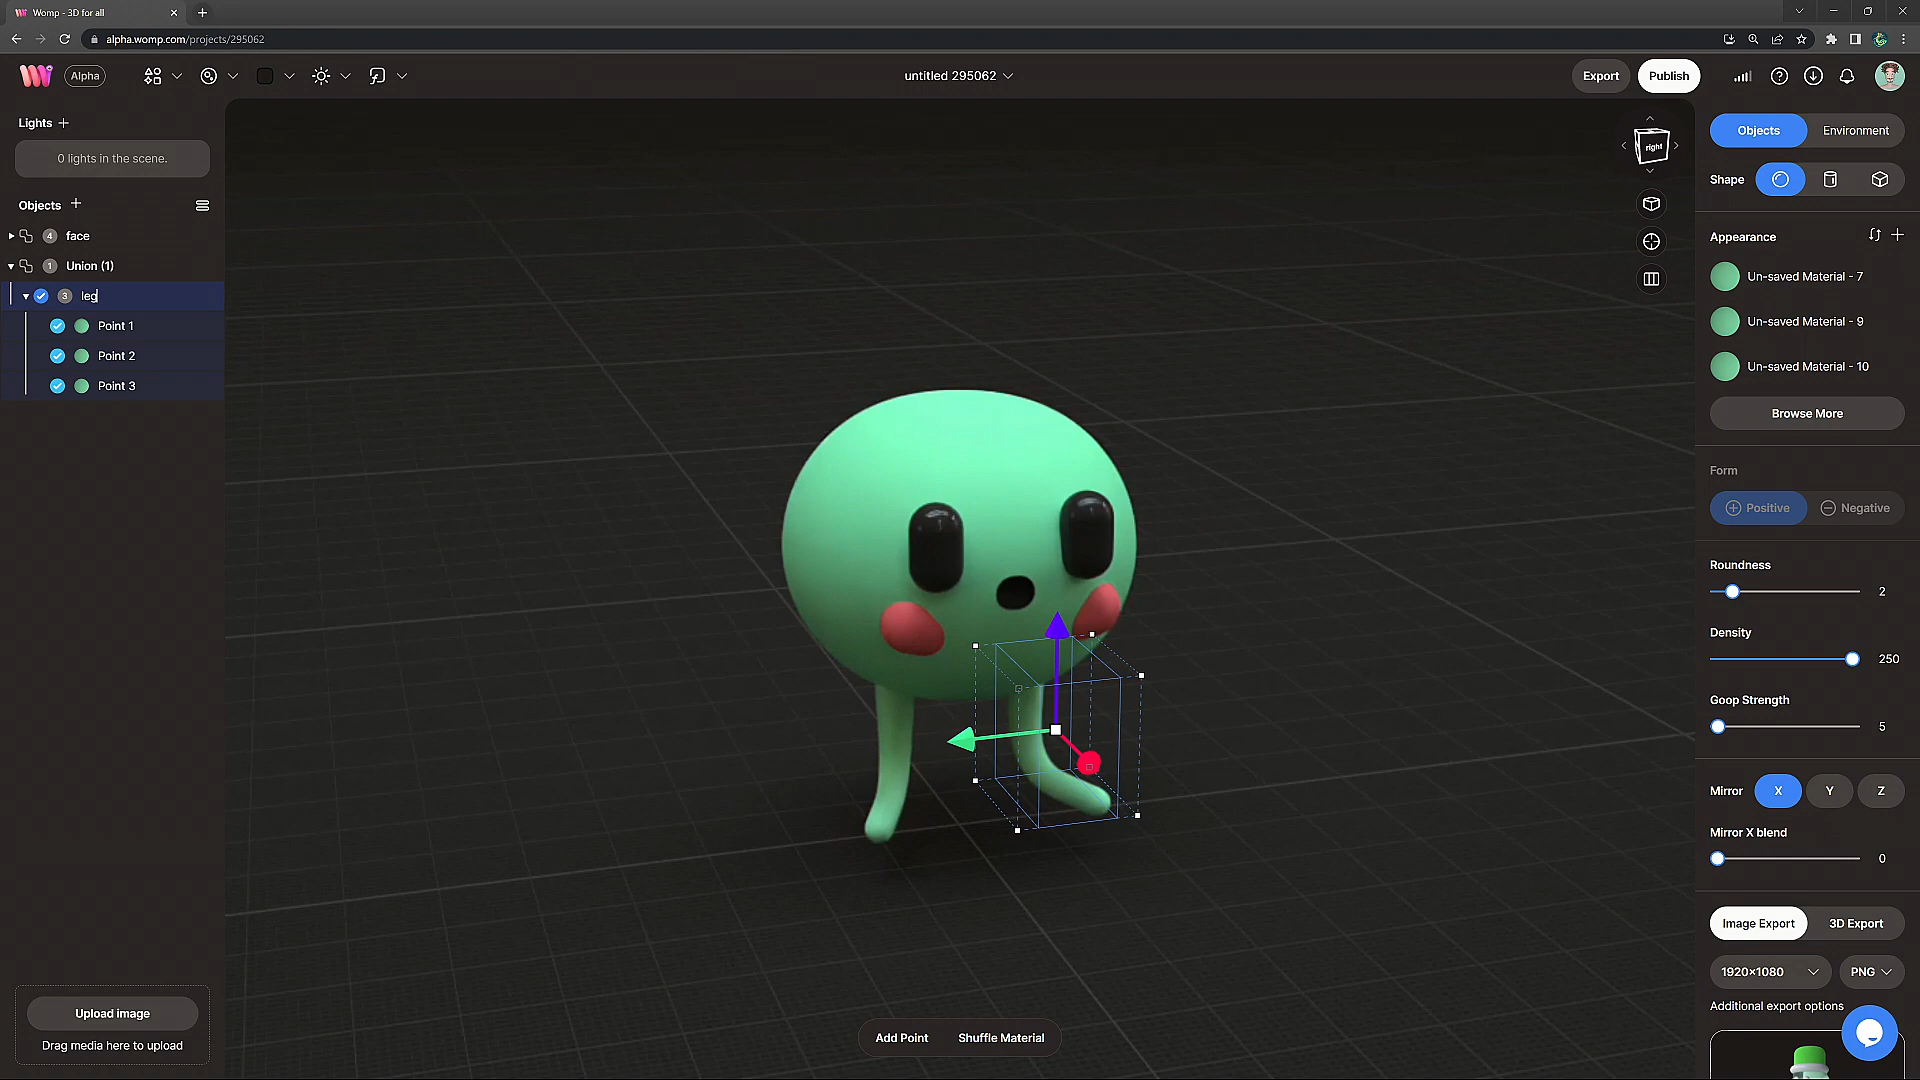 Womp - 3D for all
alpha.womp.com/projects/295062
Alpha
untitled 295062
Export
Publish
Lights
0 lights in the scene.
Objects
4 face
1 Union (1)
3 leg
Point 1
Point 2
Point 3
Upload image
Drag media here to upload
right
Add Point
Shuffle Material
Objects
Environment
Shape
Appearance
Un-saved Material - 7
Un-saved Material - 9
Un-saved Material - 10
Browse More
Form
Positive
Negative
Roundness
2
Density
250
Goop Strength
5
Mirror X Y Z
Mirror X blend
0
Image Export
3D Export
1920×1080
PNG
Additional export options